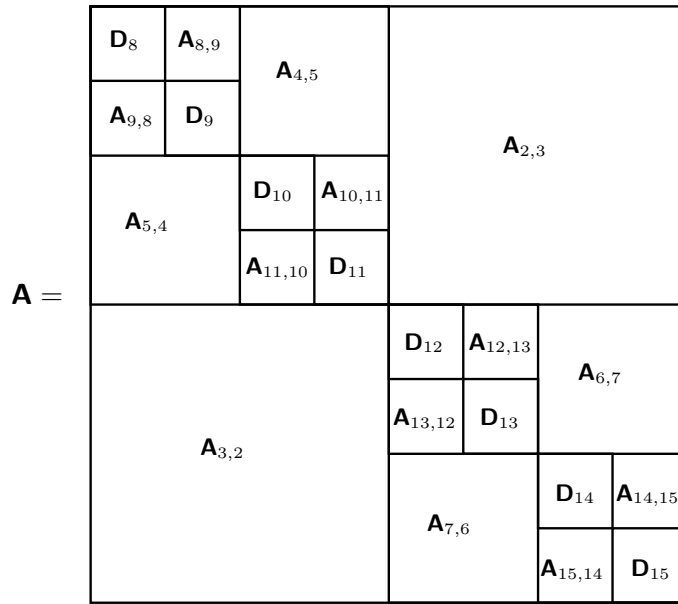 D₈ A₈,₉
A₄,₅
A₂,₃
A₉,₈ D₉
D₁₀ A₁₀,₁₁
A₅,₄
A₁₁,₁₀ D₁₁
A =
D₁₂ A₁₂,₁₃
A₆,₇
A₁₃,₁₂ D₁₃
A₃,₂
D₁₄ A₁₄,₁₅
A₇,₆
A₁₅,₁₄ D₁₅